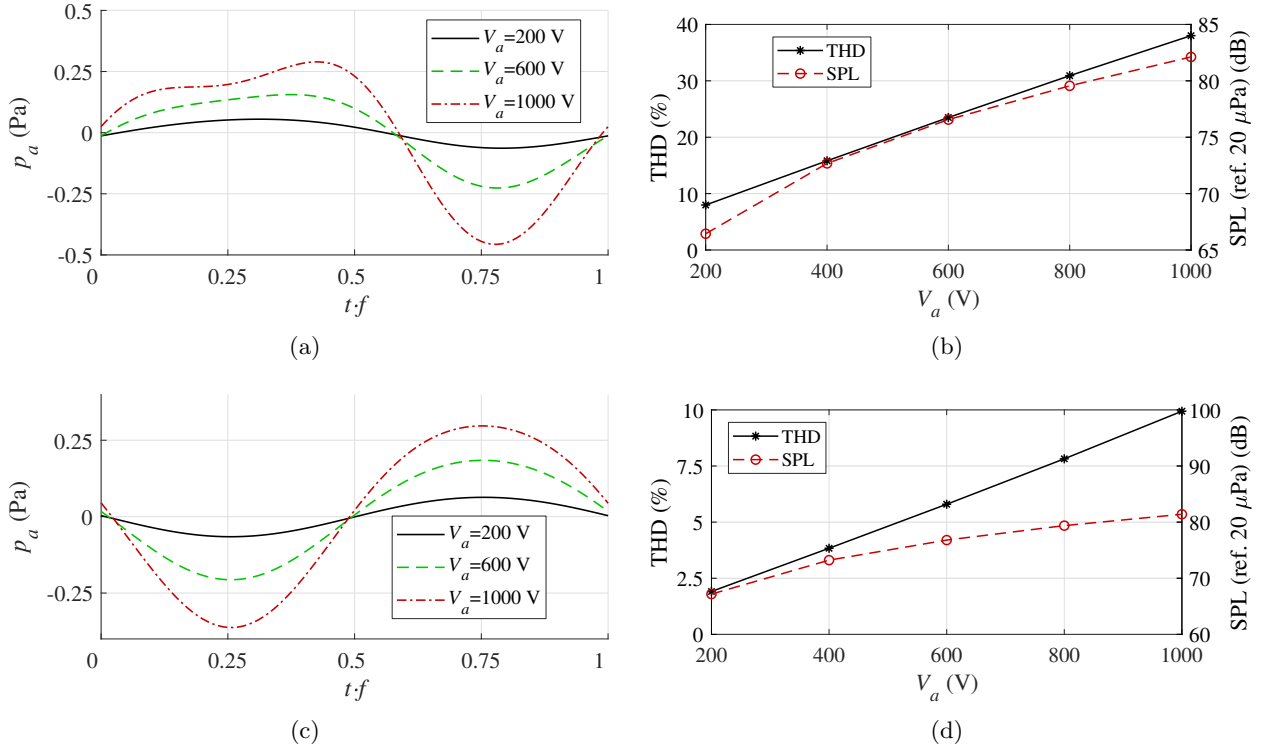 0.5
0.25
0
-0.25
-0.5
p_a (Pa)
V_a=200 V
V_a=600 V
V_a=1000 V
0 0.25 0.5 0.75 1
t·f
(a)
40
30
20
10
0
THD (%)
THD
SPL
85
80
75
70
65
SPL (ref. 20 μPa) (dB)
200 400 600 800 1000
V_a (V)
(b)
0.25
0
-0.25
p_a (Pa)
V_a=200 V
V_a=600 V
V_a=1000 V
0 0.25 0.5 0.75 1
t·f
(c)
10
7.5
5
2.5
0
THD (%)
THD
SPL
100
90
80
70
60
SPL (ref. 20 μPa) (dB)
200 400 600 800 1000
V_a (V)
(d)